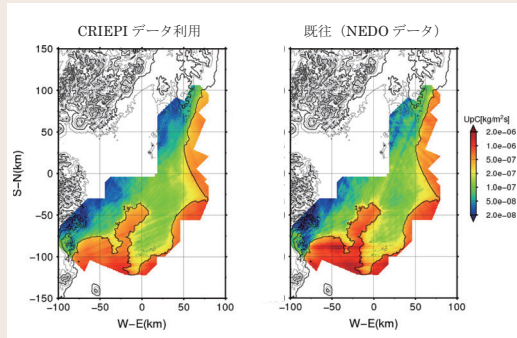 CRIEPI データ利用
既往（NEDO データ）
150
100
50
0
-50
-100
-150
S-N(km)
-100
-50
0
50
100
W-E(km)
-100
-50
0
50
100
W-E(km)
UpC[kg/m²s]
2.0e-06
1.0e-06
5.0e-07
2.0e-07
1.0e-07
5.0e-08
2.0e-08